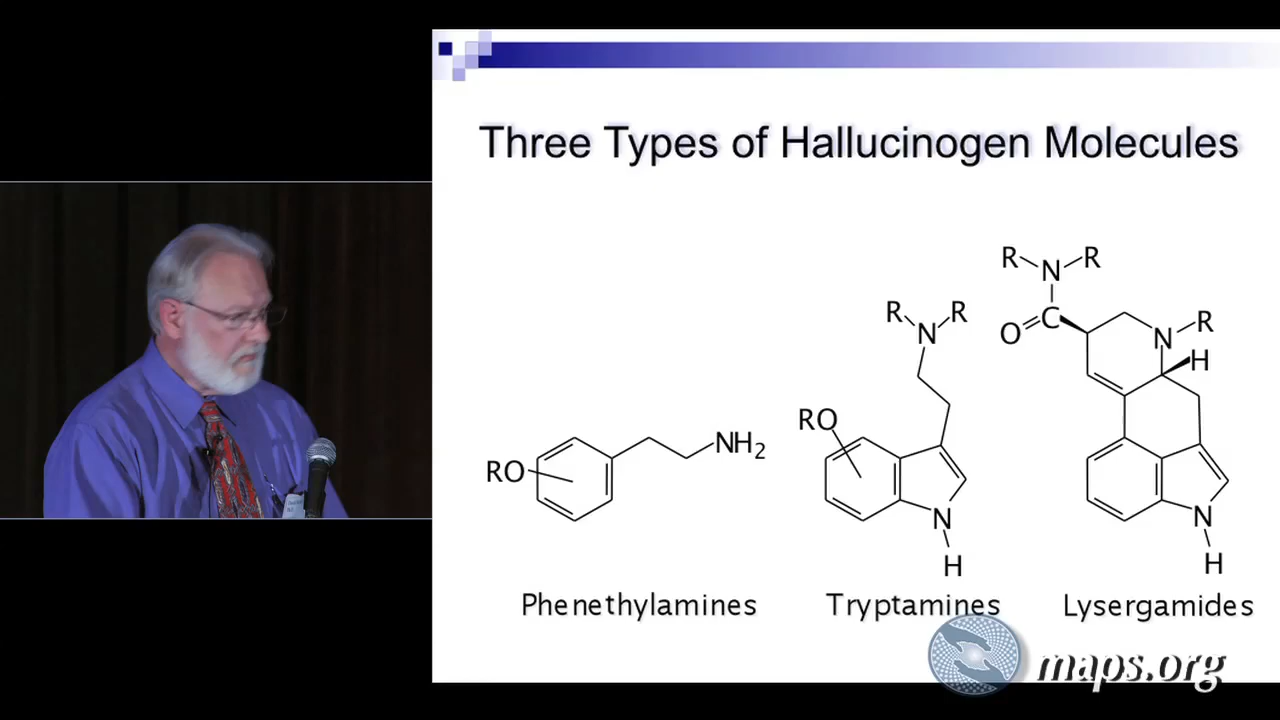 Three Types of Hallucinogen Molecules
R N R
O C
N R
H
N
H
Lysergamides
R N R
RO
N
H
Tryptamines
RO
NH2
Phenethylamines
maps.org